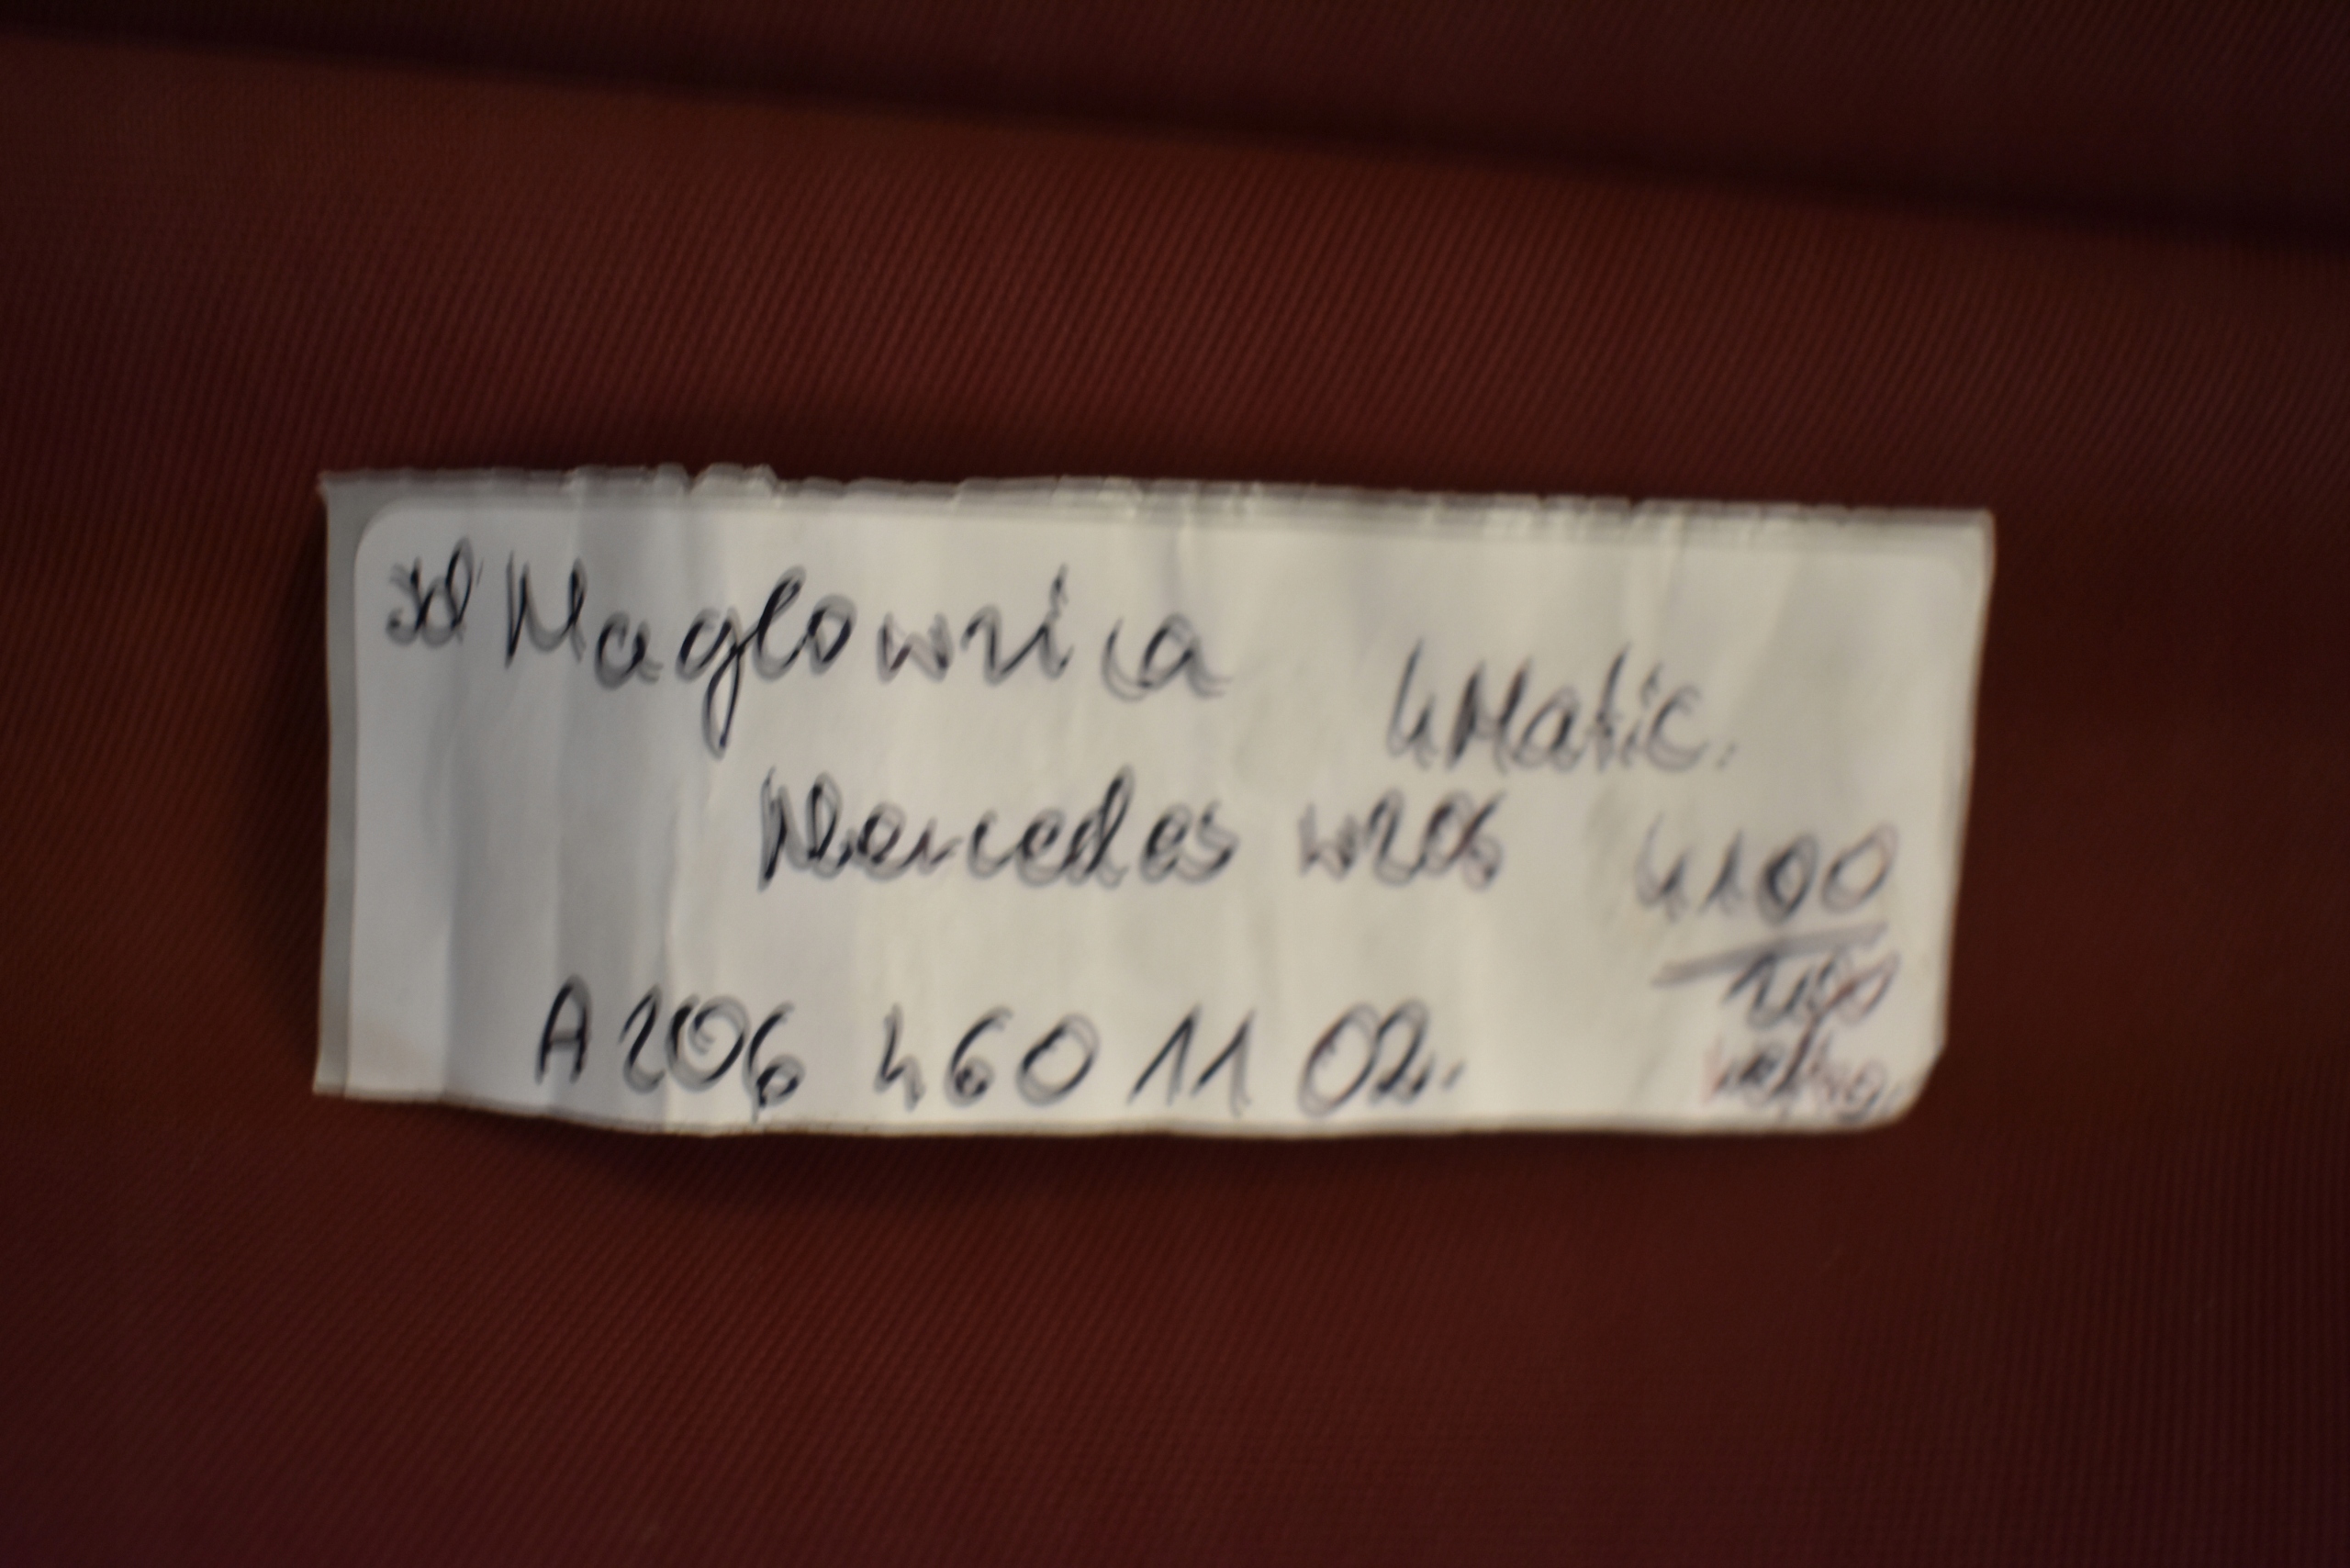 Maglownica
4Matic.
Mercedes w206
4100
A206 460 11 02.